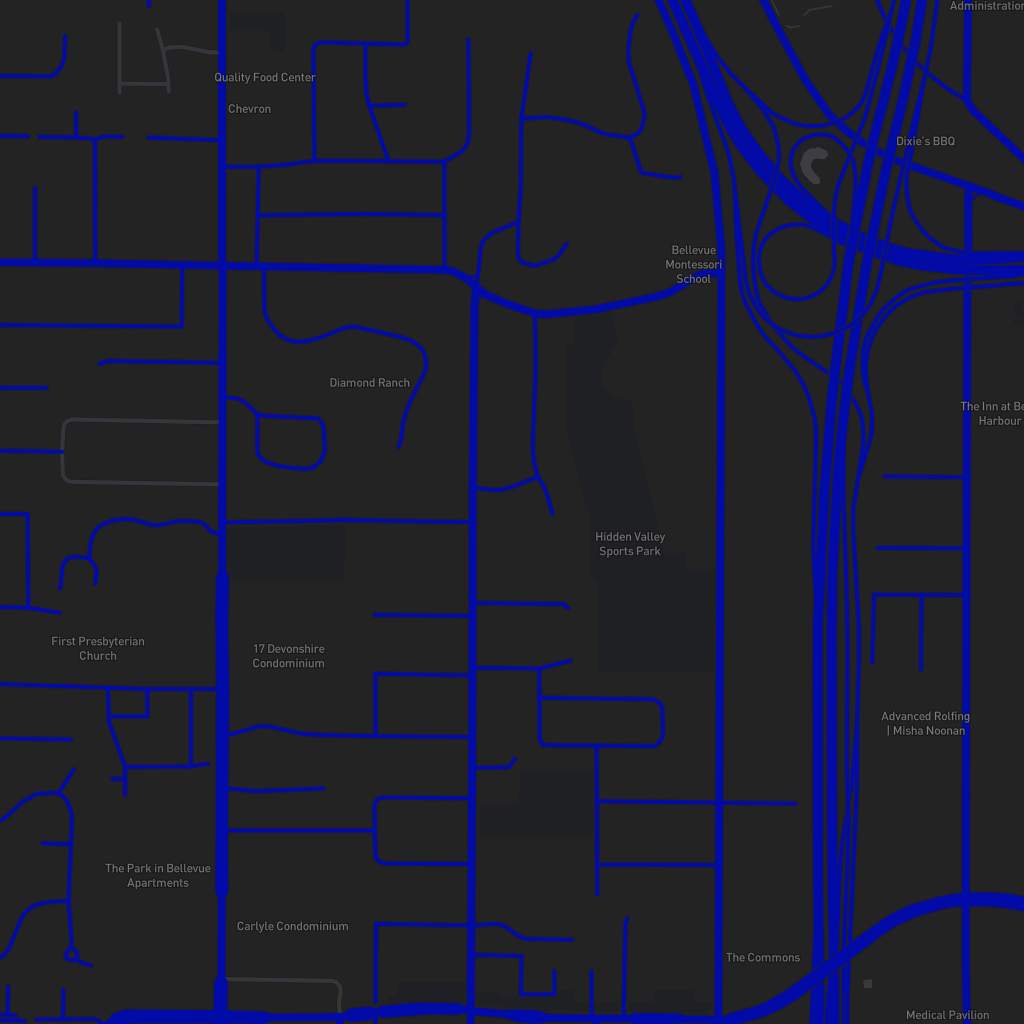 Administration
Quality Food Center
Chevron
Dixie's BBQ
Bellevue
Montessori
School
Diamond Ranch
The Inn at Be
Harbour
Hidden Valley
Sports Park
First Presbyterian
Church
17 Devonshire
Condominium
Advanced Rolfing
| Misha Noonan
The Park in Bellevue
Apartments
Carlyle Condominium
The Commons
Medical Pavilion